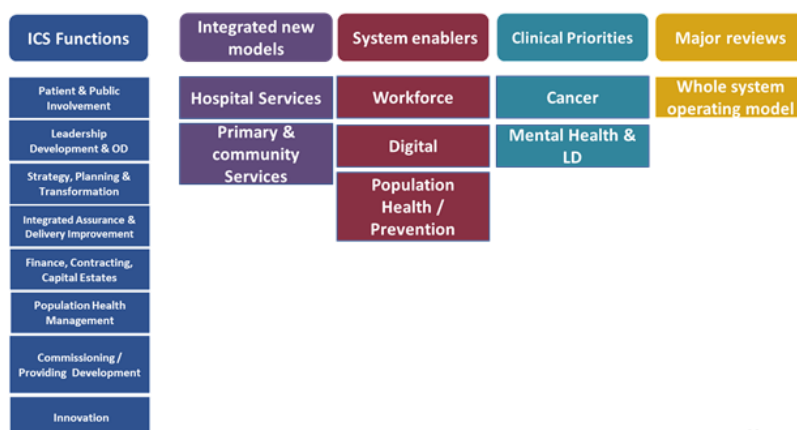 ICS Functions
Patient & Public
Involvement
Leadership
Development & OD
Strategy, Planning &
Transformation
Integrated Assurance &
Delivery Improvement
Finance, Contracting,
Capital Estates
Population Health
Management
Commissioning /
Providing Development
Innovation
Integrated new
models
Hospital Services
Primary &
community
Services
System enablers
Workforce
Digital
Population
Health /
Prevention
Clinical Priorities
Cancer
Mental Health &
LD
Major reviews
Whole system
operating model